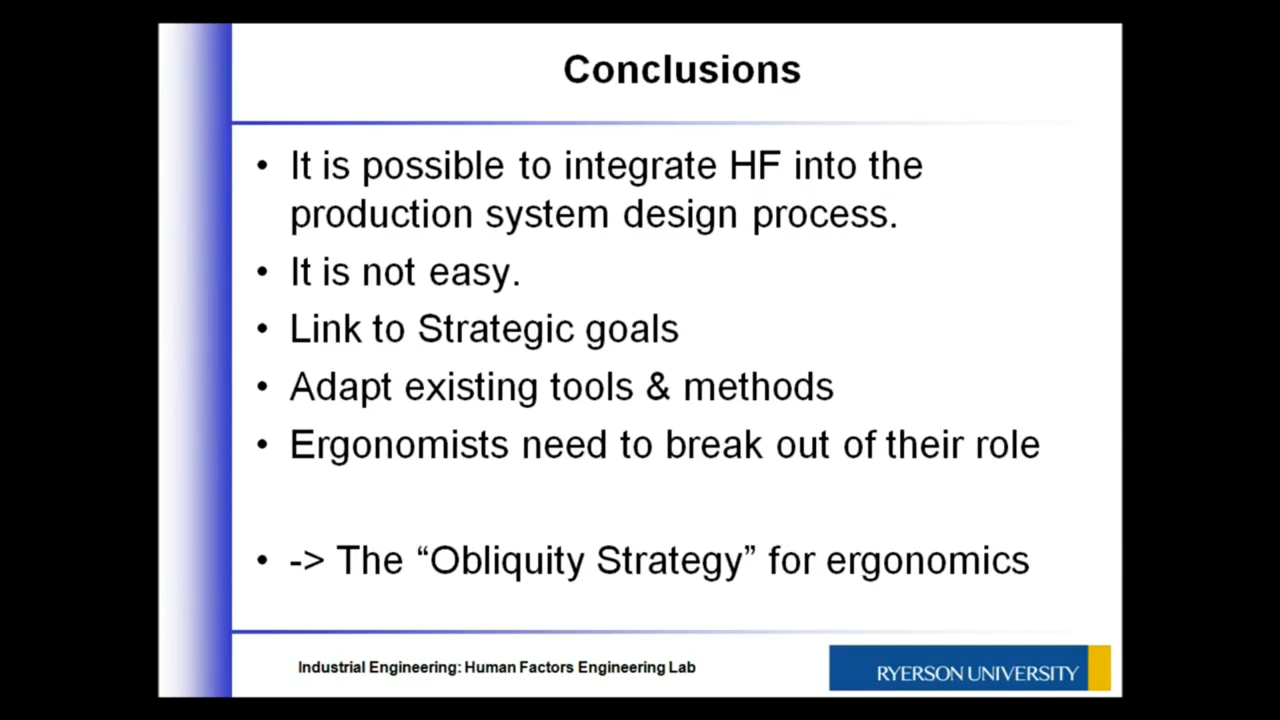 Conclusions
• It is possible to integrate HF into the
production system design process.
• It is not easy.
• Link to Strategic goals
• Adapt existing tools & methods
• Ergonomists need to break out of their role
• -> The “Obliquity Strategy” for ergonomics
Industrial Engineering: Human Factors Engineering Lab
RYERSON UNIVERSITY